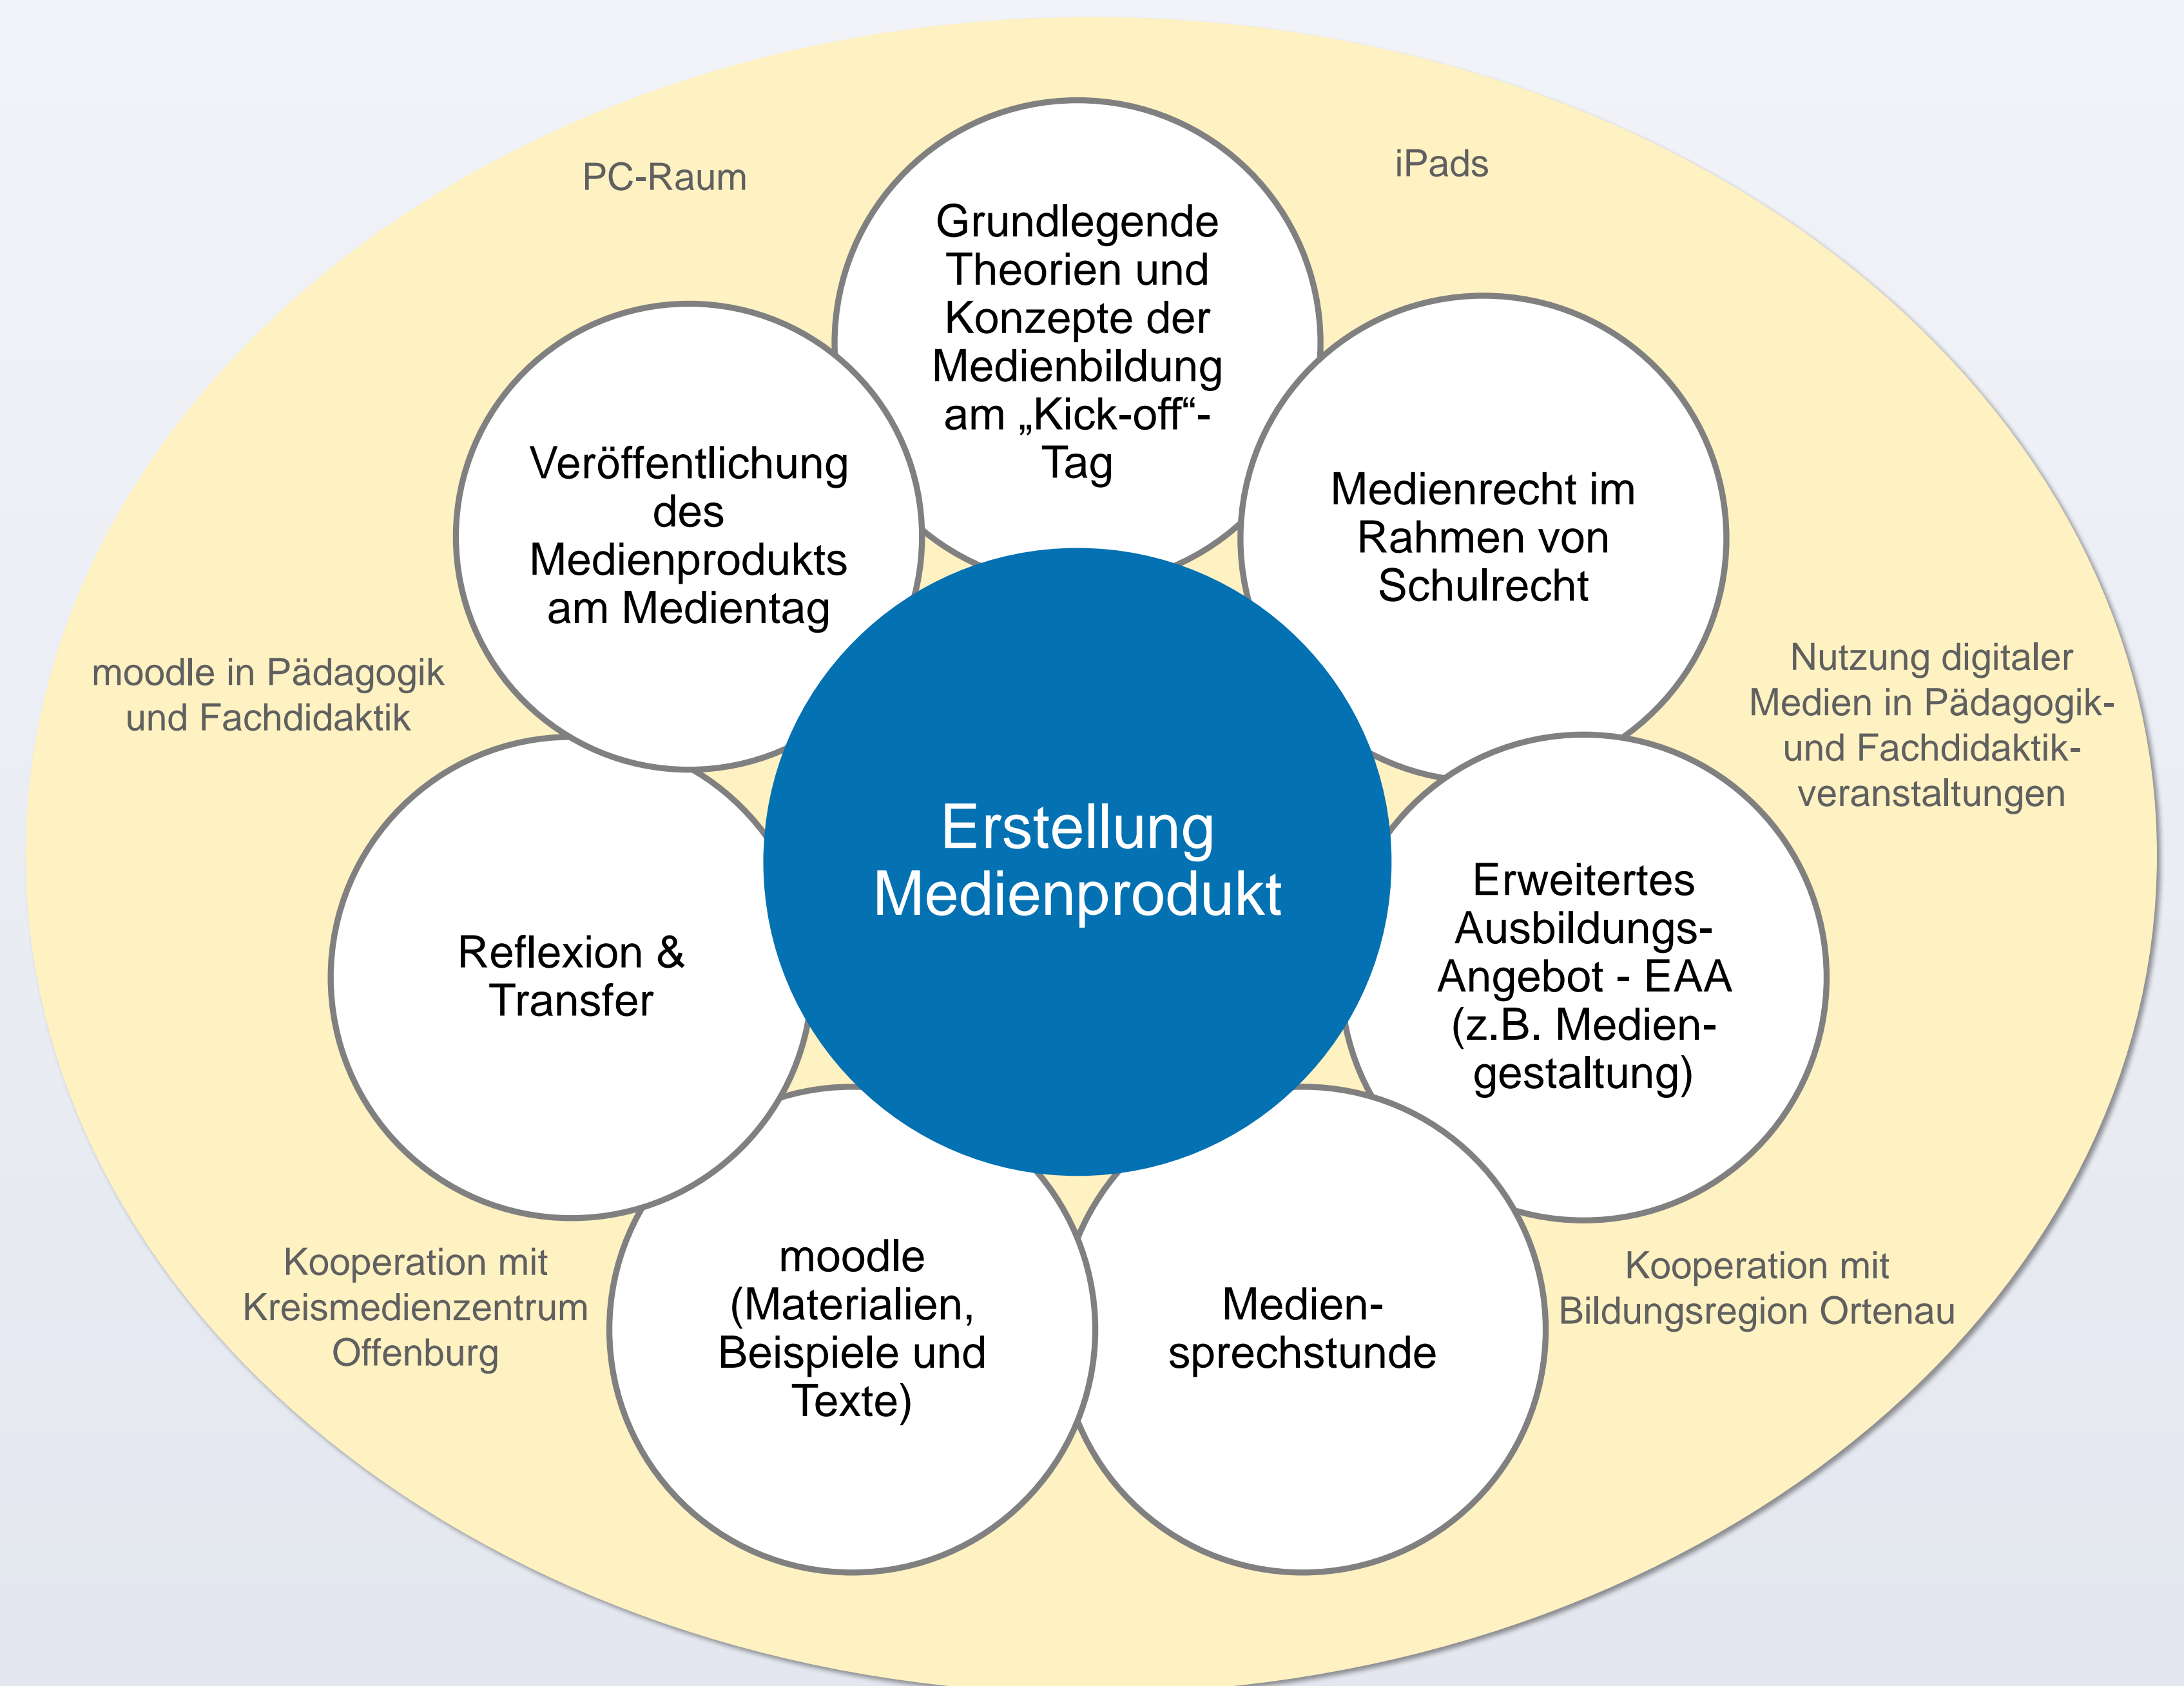 PC-Raum
iPads
Grundlegende
Theorien und
Konzepte der
Medienbildung
am „Kick-off“-
Tag
Veröffentlichung
des
Medienprodukts
am Medientag
Medienrecht im
Rahmen von
Schulrecht
moodle in Pädagogik
und Fachdidaktik
Nutzung digitaler
Medien in Pädagogik-
und Fachdidaktik-
veranstaltungen
Erstellung
Medienprodukt
Reflexion &
Transfer
Erweitertes
Ausbildungs-
Angebot - EAA
(z.B. Medien-
gestaltung)
Kooperation mit
Kreismedienzentrum
Offenburg
moodle
(Materialien,
Beispiele und
Texte)
Medien-
sprechstunde
Kooperation mit
Bildungsregion Ortenau